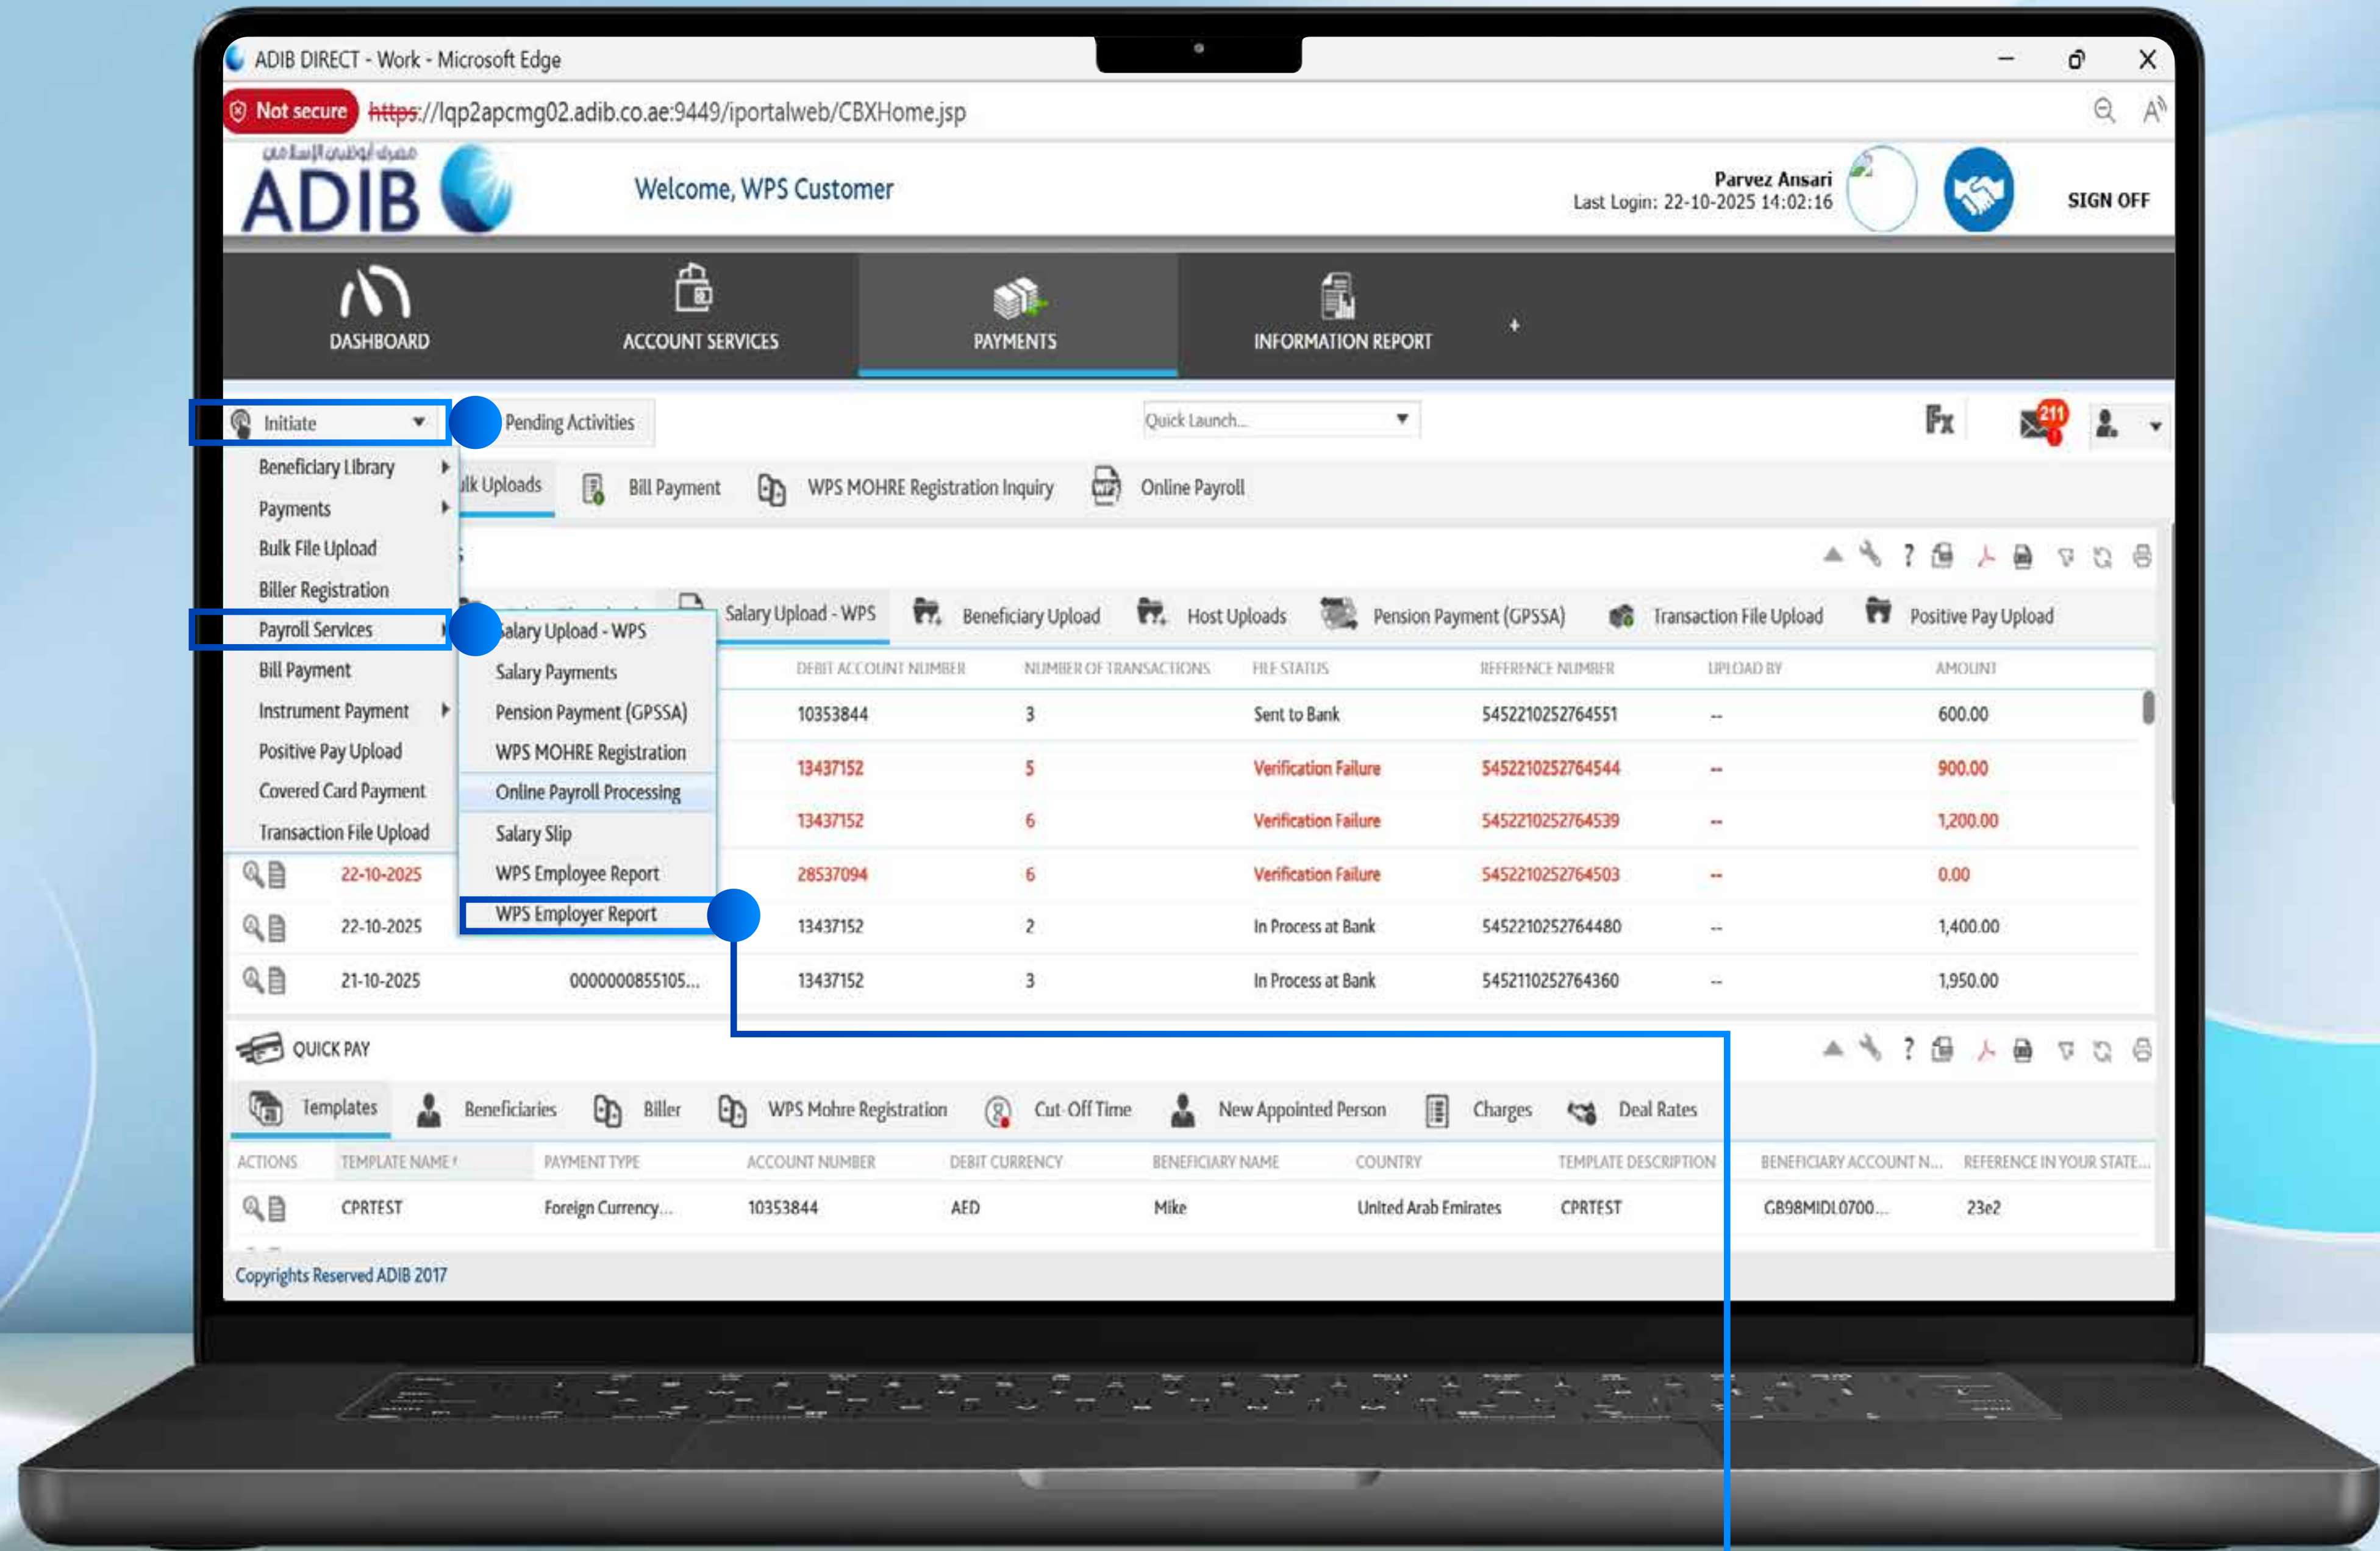 ADIB DIRECT - Work - Microsoft Edge
Not secure https://lqp2apcmg02.adib.co.ae:9449/iportalweb/CBXHome.jsp
مصرف أبوظبي الإسلامي
ADIB
Welcome, WPS Customer
Parvez Ansari
Last Login: 22-10-2025 14:02:16
SIGN OFF
DASHBOARD ACCOUNT SERVICES PAYMENTS INFORMATION REPORT +
Initiate Pending Activities Quick Launch... Fx 211
Beneficiary Library
Payments
Bulk File Upload
Biller Registration
Payroll Services
Bill Payment
Instrument Payment
Positive Pay Upload
Covered Card Payment
Transaction File Upload
Salary Upload - WPS
Salary Payments
Pension Payment (GPSSA)
WPS MOHRE Registration
Online Payroll Processing
Salary Slip
WPS Employee Report
WPS Employer Report
lk Uploads Bill Payment WPS MOHRE Registration Inquiry Online Payroll
Salary Upload - WPS Beneficiary Upload Host Uploads Pension Payment (GPSSA) Transaction File Upload Positive Pay Upload
DEBIT ACCOUNT NUMBER NUMBER OF TRANSACTIONS FILE STATUS REFERENCE NUMBER UPLOAD BY AMOUNT
10353844 3 Sent to Bank 5452210252764551 -- 600.00
13437152 5 Verification Failure 5452210252764544 -- 900.00
13437152 6 Verification Failure 5452210252764539 -- 1,200.00
22-10-2025 28537094 6 Verification Failure 5452210252764503 -- 0.00
22-10-2025 13437152 2 In Process at Bank 5452210252764480 -- 1,400.00
21-10-2025 0000000855105... 13437152 3 In Process at Bank 5452110252764360 -- 1,950.00
QUICK PAY
Templates Beneficiaries Biller WPS Mohre Registration Cut-Off Time New Appointed Person Charges Deal Rates
ACTIONS TEMPLATE NAME PAYMENT TYPE ACCOUNT NUMBER DEBIT CURRENCY BENEFICIARY NAME COUNTRY TEMPLATE DESCRIPTION BENEFICIARY ACCOUNT N... REFERENCE IN YOUR STATE...
CPRTEST Foreign Currency... 10353844 AED Mike United Arab Emirates CPRTEST GB98MIDL0700... 23e2
Copyrights Reserved ADIB 2017